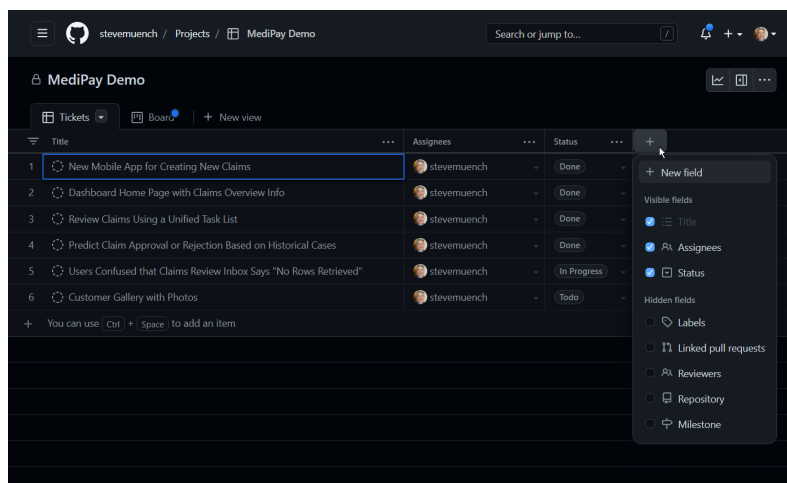 stevemuench / Projects / MediPay Demo
Search or jump to... /
MediPay Demo
Tickets Board + New view
Title ... Assignees ... Status ... +
1 New Mobile App for Creating New Claims stevemuench Done
2 Dashboard Home Page with Claims Overview Info stevemuench Done
3 Review Claims Using a Unified Task List stevemuench Done
4 Predict Claim Approval or Rejection Based on Historical Cases stevemuench Done
5 Users Confused that Claims Review Inbox Says "No Rows Retrieved" stevemuench In Progress
6 Customer Gallery with Photos stevemuench Todo
+ You can use Ctrl + Space to add an item
+ New field
Visible fields
Title
Assignees
Status
Hidden fields
Labels
Linked pull requests
Reviewers
Repository
Milestone